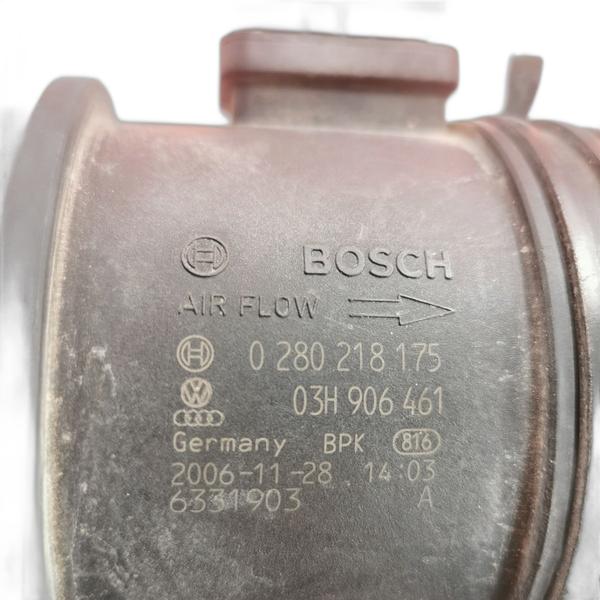 BOSCH
AIR FLOW
0 280 218 175
03H 906 461
Germany BPK 816
2006-11-28 14:03
6331903 A